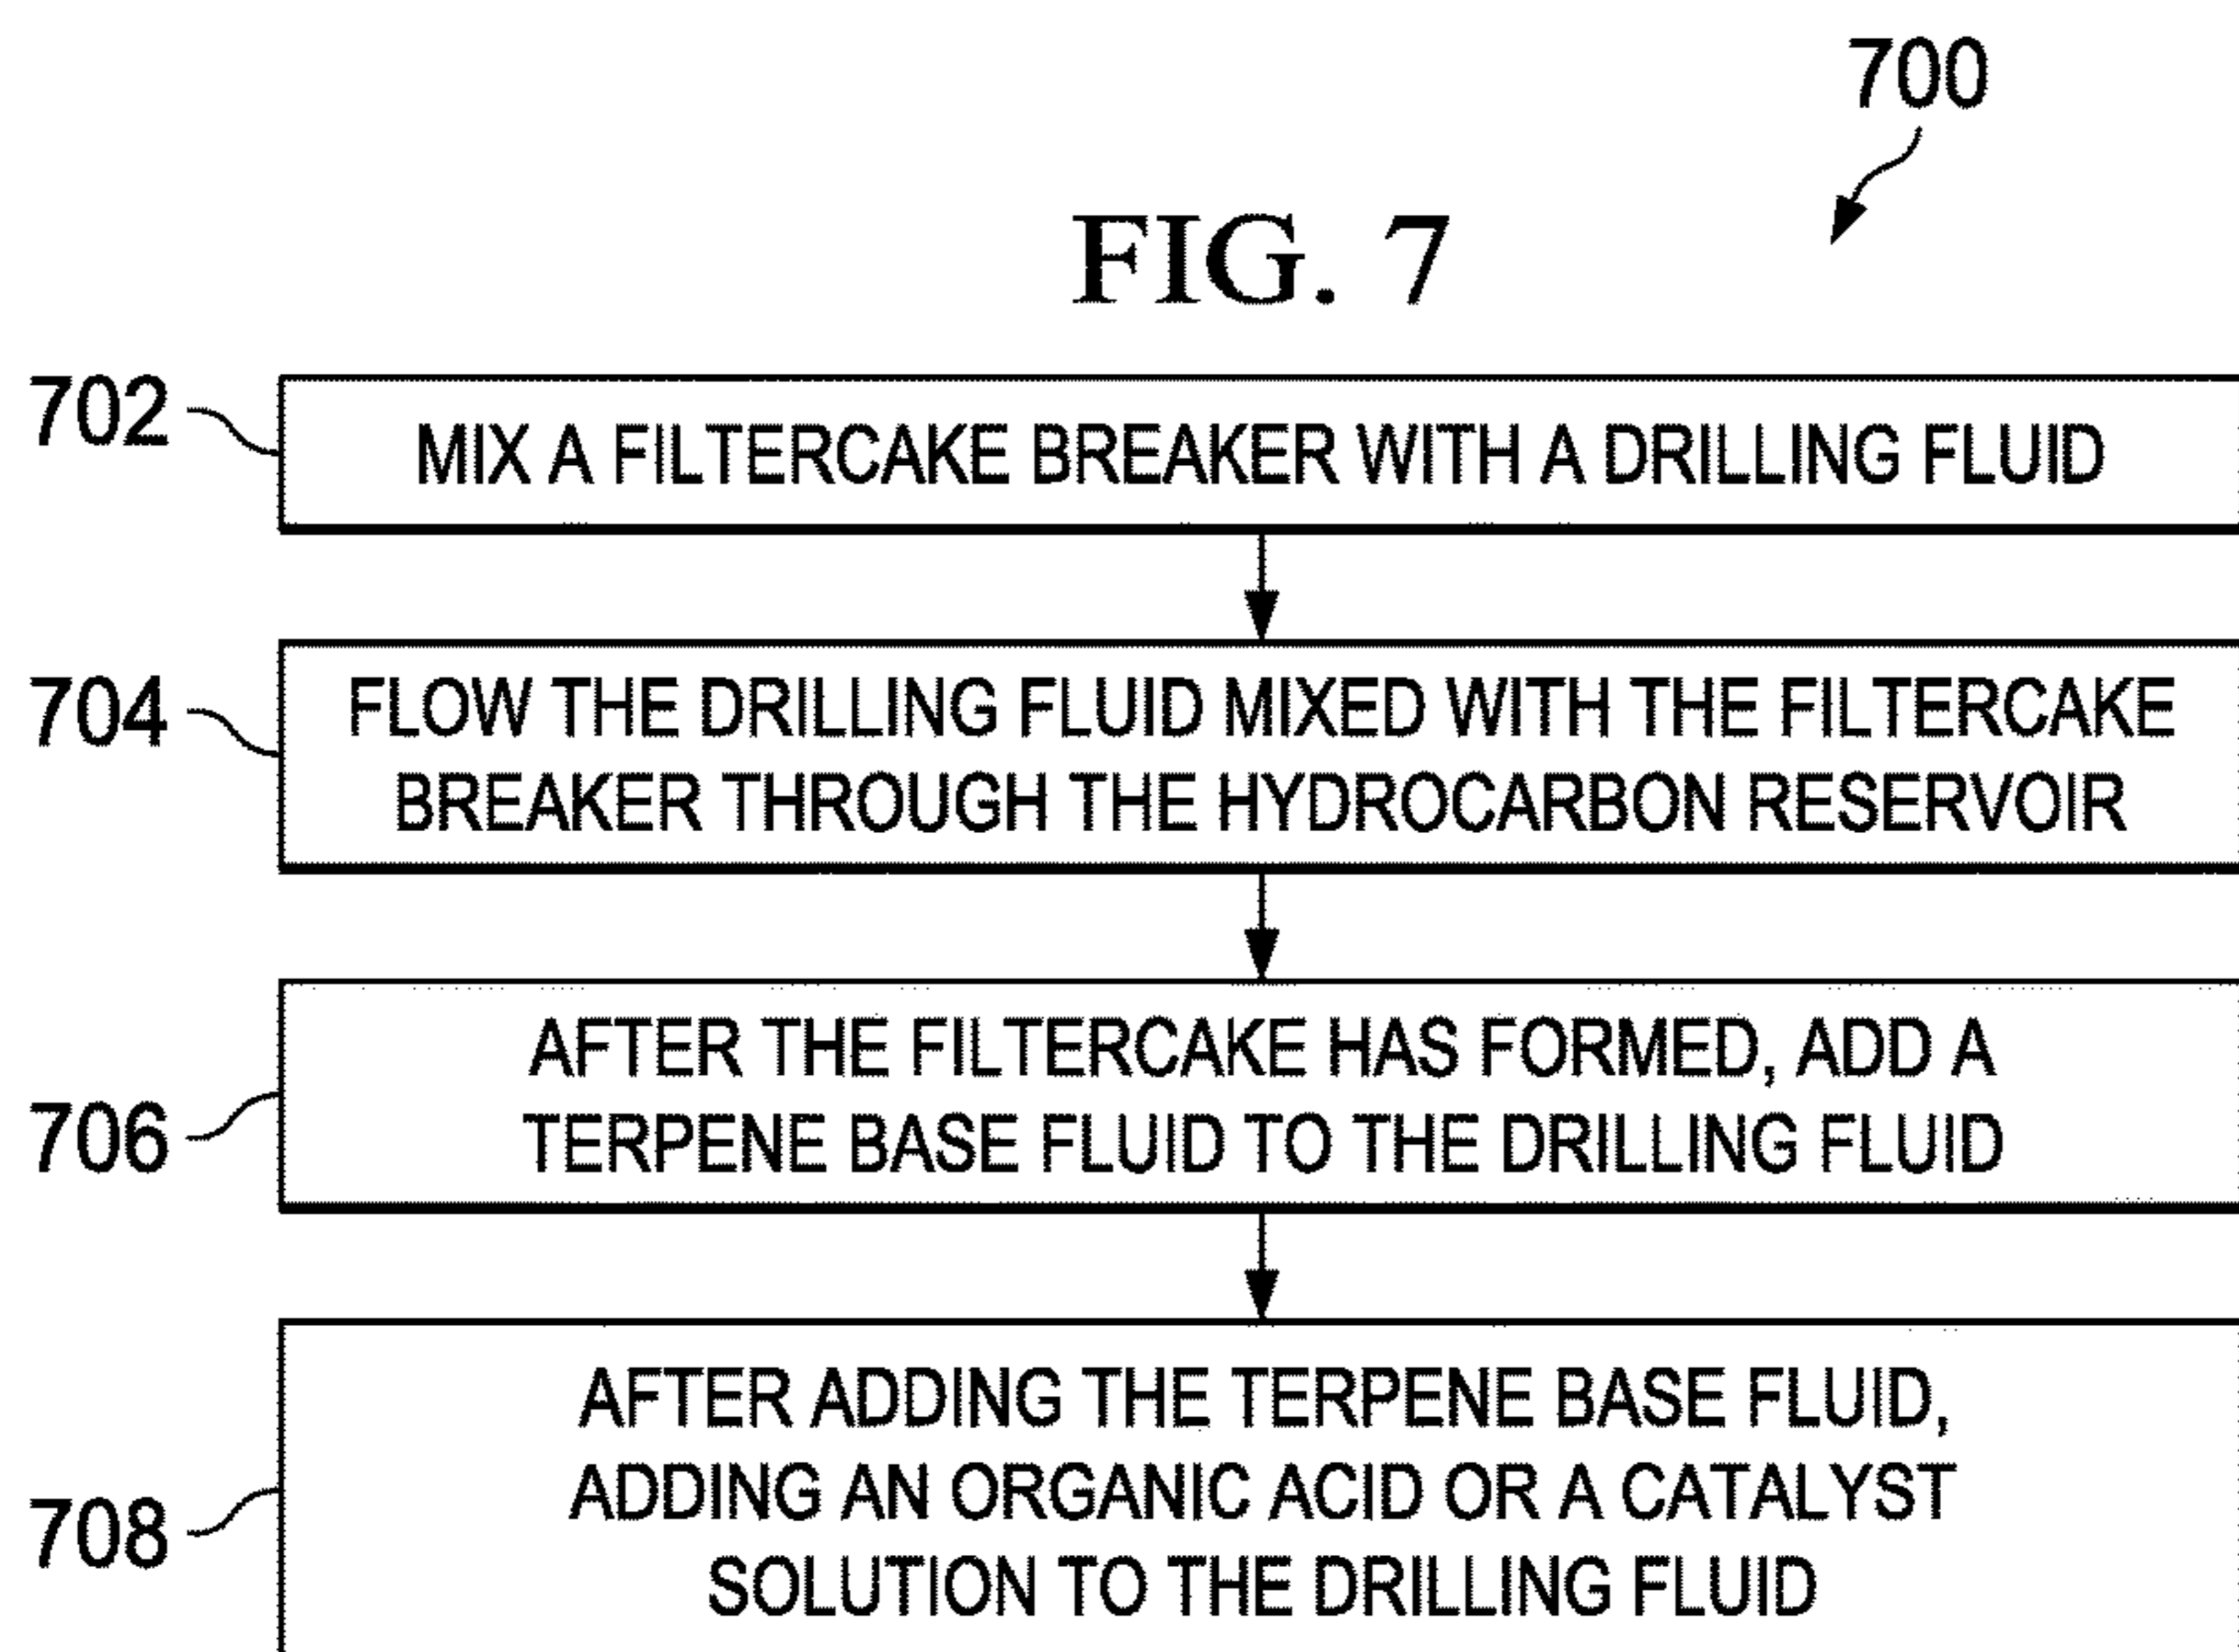 700
FIG. 7
702
MIX A FILTERCAKE BREAKER WITH A DRILLING FLUID
704
FLOW THE DRILLING FLUID MIXED WITH THE FILTERCAKE
BREAKER THROUGH THE HYDROCARBON RESERVOIR
706
AFTER THE FILTERCAKE HAS FORMED, ADD A
TERPENE BASE FLUID TO THE DRILLING FLUID
708
AFTER ADDING THE TERPENE BASE FLUID,
ADDING AN ORGANIC ACID OR A CATALYST
SOLUTION TO THE DRILLING FLUID